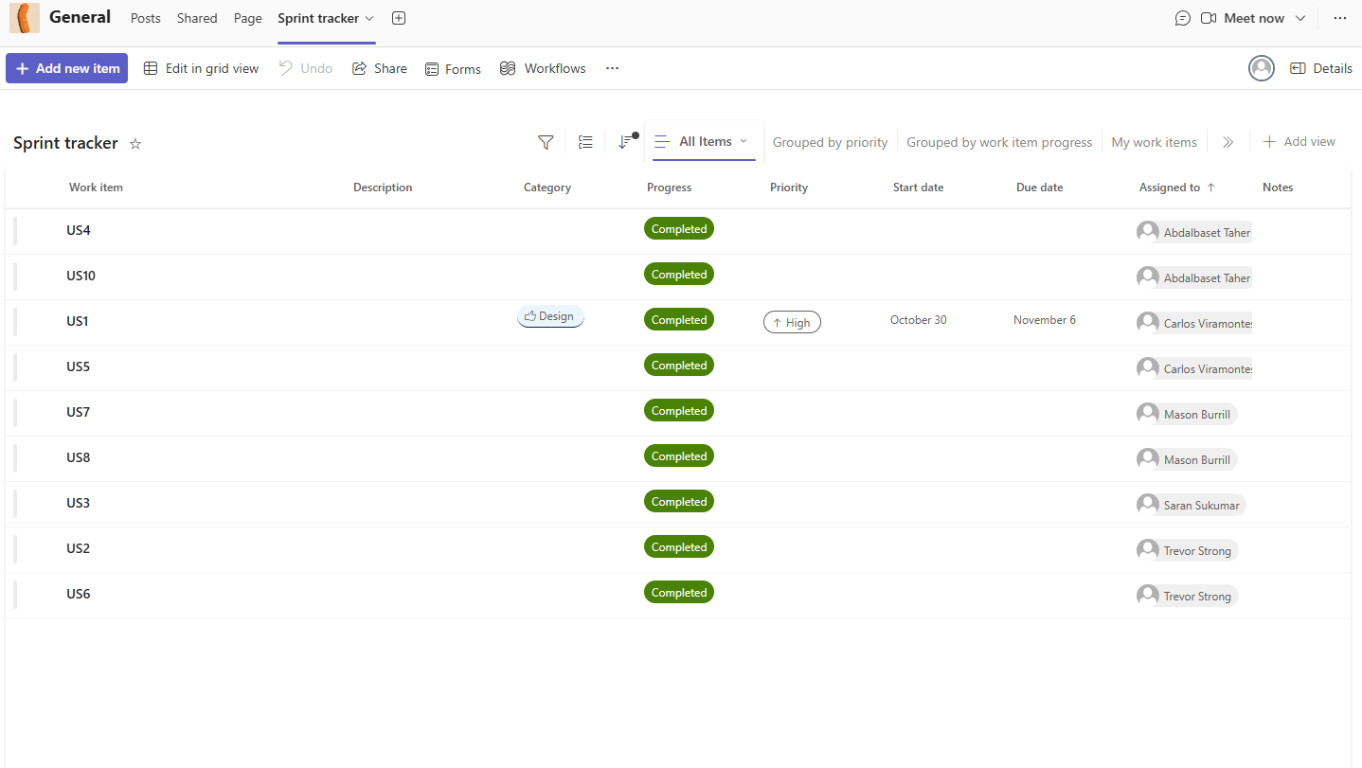 General Posts Shared Page Sprint tracker Meet now
Add new item Edit in grid view Undo Share Forms Workflows Details
Sprint tracker All Items Grouped by priority Grouped by work item progress My work items Add view
Work item Description Category Progress Priority Start date Due date Assigned to Notes
US4 Completed Abdalbaset Taher
US10 Completed Abdalbaset Taher
US1 Design Completed High October 30 November 6 Carlos Viramontes
US5 Completed Carlos Viramontes
US7 Completed Mason Burrill
US8 Completed Mason Burrill
US3 Completed Saran Sukumar
US2 Completed Trevor Strong
US6 Completed Trevor Strong